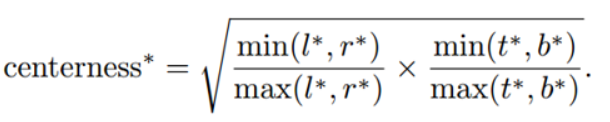 centerness* = √(min(l*, r*) / max(l*, r*) × min(t*, b*) / max(t*, b*)).